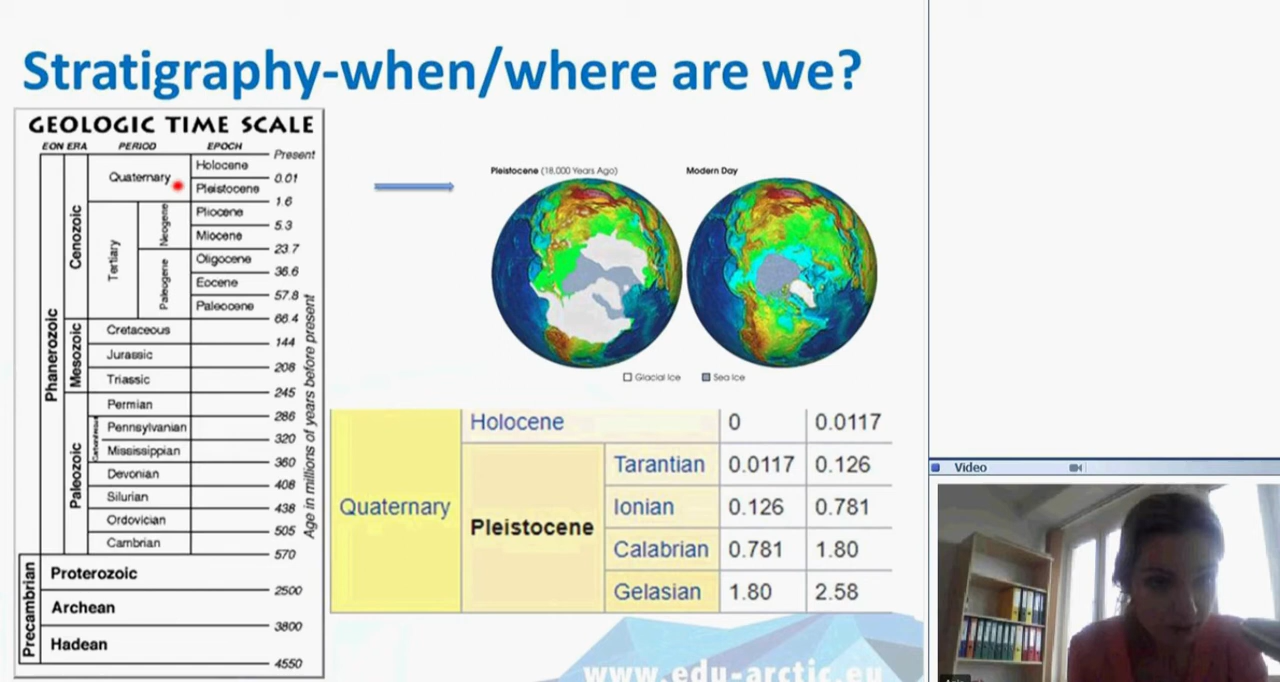 Stratigraphy-when/where are we?
GEOLOGIC TIME SCALE
EON ERA PERIOD EPOCH
Present
Holocene
Quaternary
0.01
Pleistocene
1.6
Pliocene
Neogene
5.3
Miocene
23.7
Cenozoic
Tertiary
Oligocene
36.6
Paleogene
Eocene
57.8
Paleocene
66.4
Cretaceous
144
Mesozoic
Jurassic
208
Triassic
245
Phanerozoic
Permian
286
Pennsylvanian
320
Carboniferous
Mississippian
360
Paleozoic
Devonian
408
Silurian
438
Ordovician
505
Cambrian
570
Precambrian
Proterozoic
2500
Archean
3800
Hadean
4550
Age in millions of years before present
Pleistocene (18,000 Years Ago)
Modern Day
Glacial Ice
Sea Ice
Holocene 0 0.0117
Quaternary
Pleistocene
Tarantian 0.0117 0.126
Ionian 0.126 0.781
Calabrian 0.781 1.80
Gelasian 1.80 2.58
www.edu-arctic.eu
Video